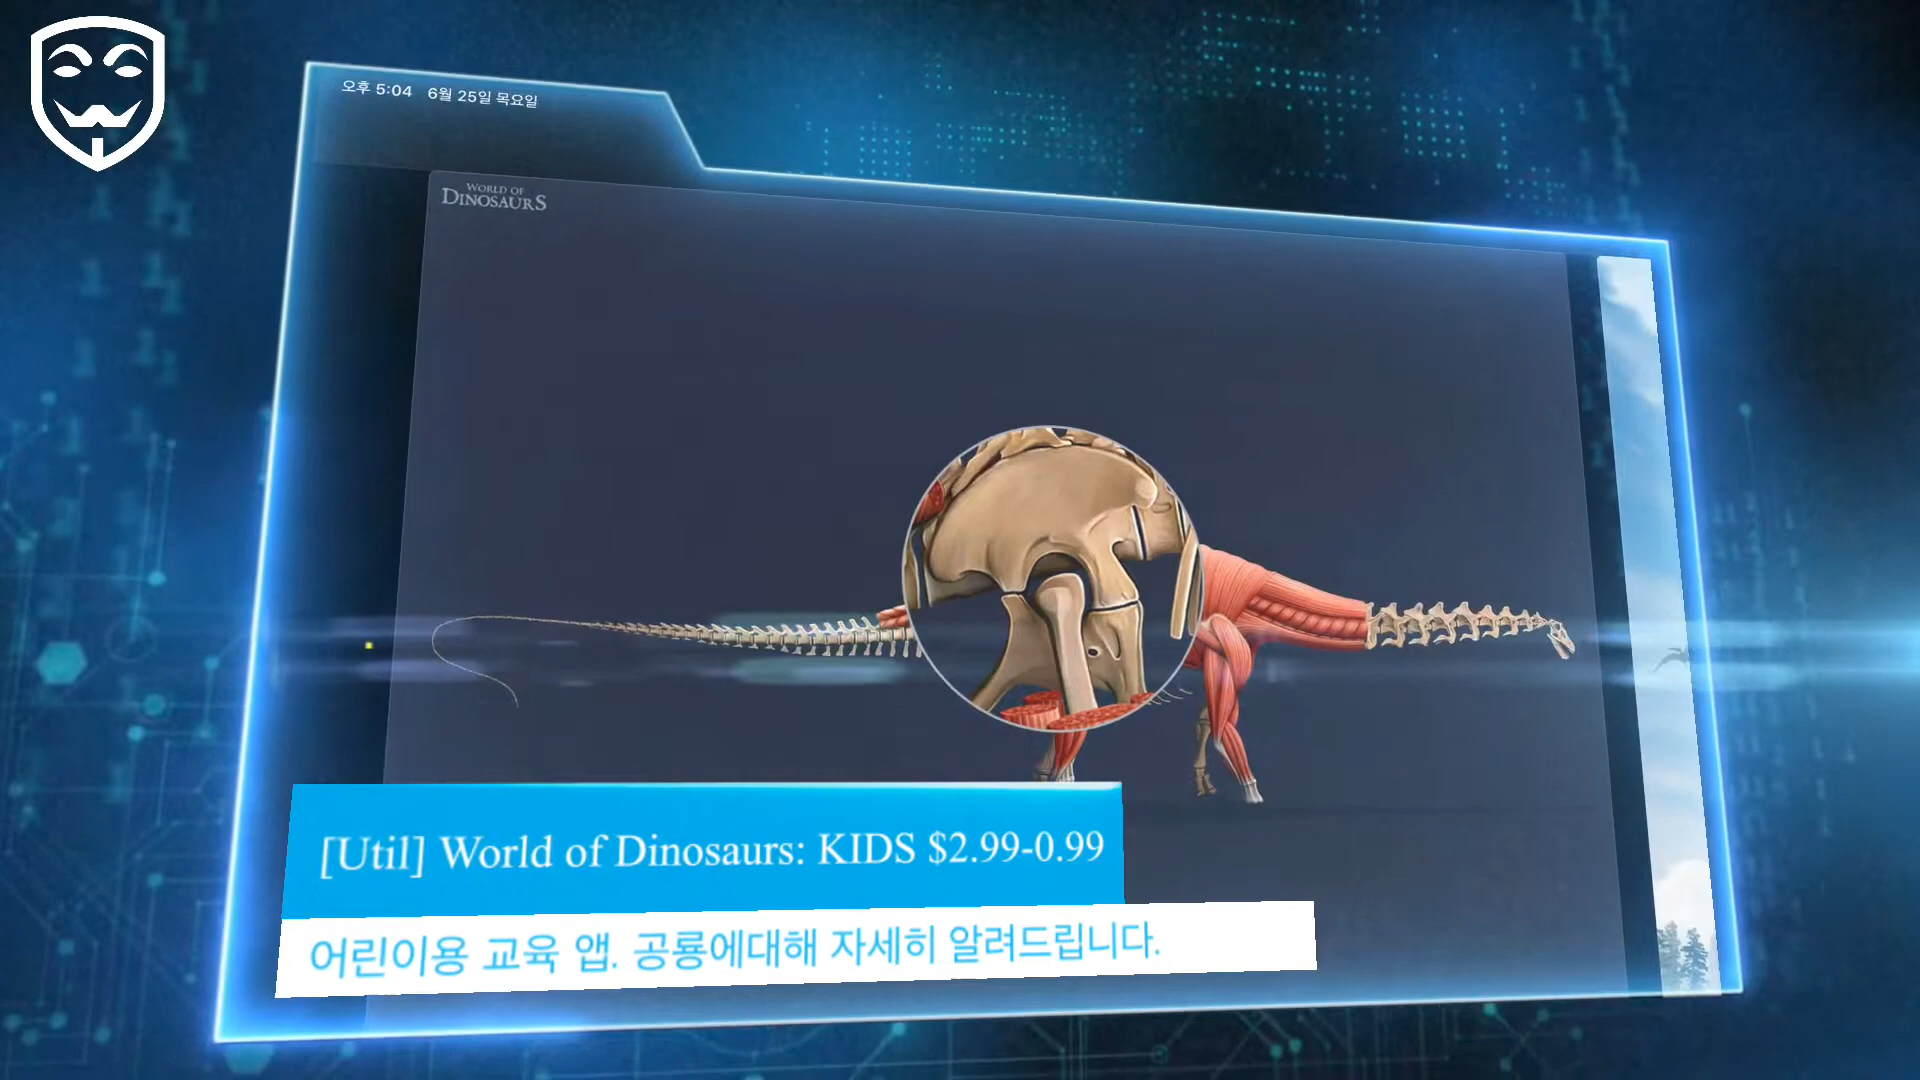 오후 5:04 6월 25일 목요일
WORLD OF
DINOSAURS
[Util] World of Dinosaurs: KIDS $2.99-0.99
어린이용 교육 앱. 공룡에대해 자세히 알려드립니다.